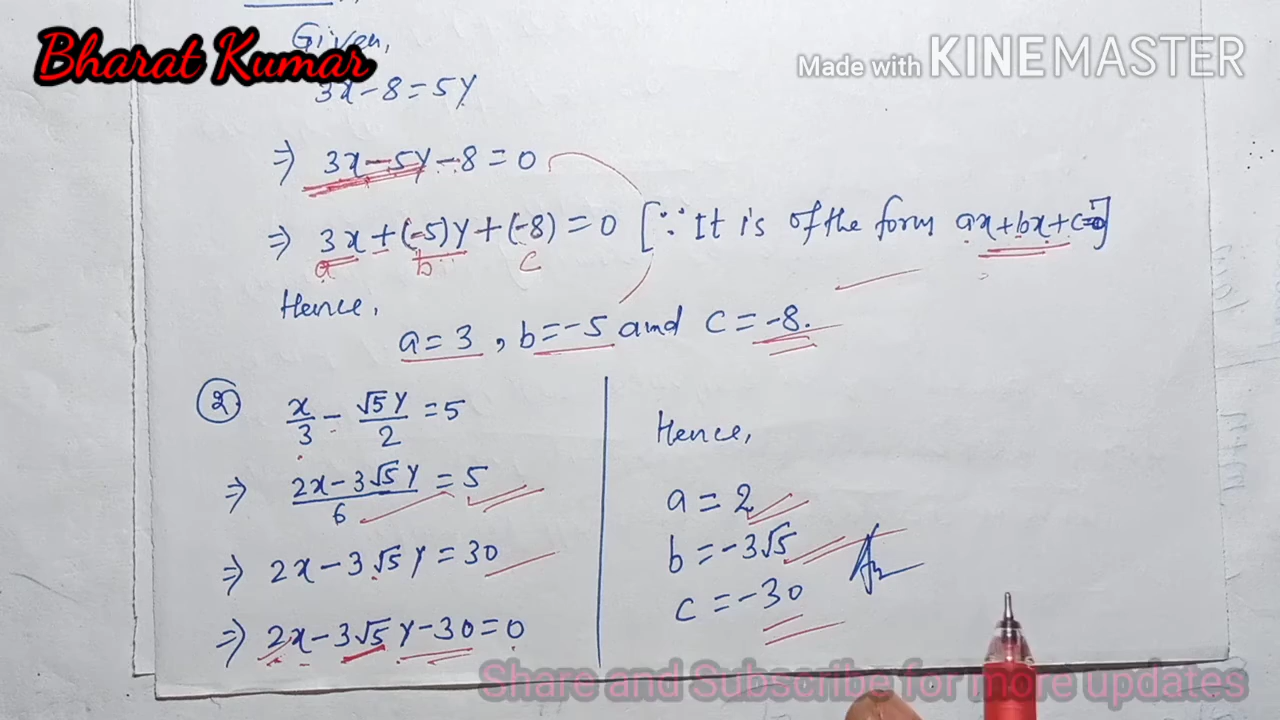 Given,
Bharat Kumar
Made with KINEMASTER
3x - 8 = 5y
⇒ 3x - 5y - 8 = 0
⇒ 3x + (-5)y + (-8) = 0 [∵ It is of the form ax + bx + c = 0]
a b c
Hence,
a = 3 , b = -5 and c = -8.
② x/3 - √5y/2 = 5
⇒ 2x - 3√5y/6 = 5
⇒ 2x - 3√5y = 30
⇒ 2x - 3√5y - 30 = 0
Hence,
a = 2
b = -3√5
c = -30
Share and Subscribe for more updates